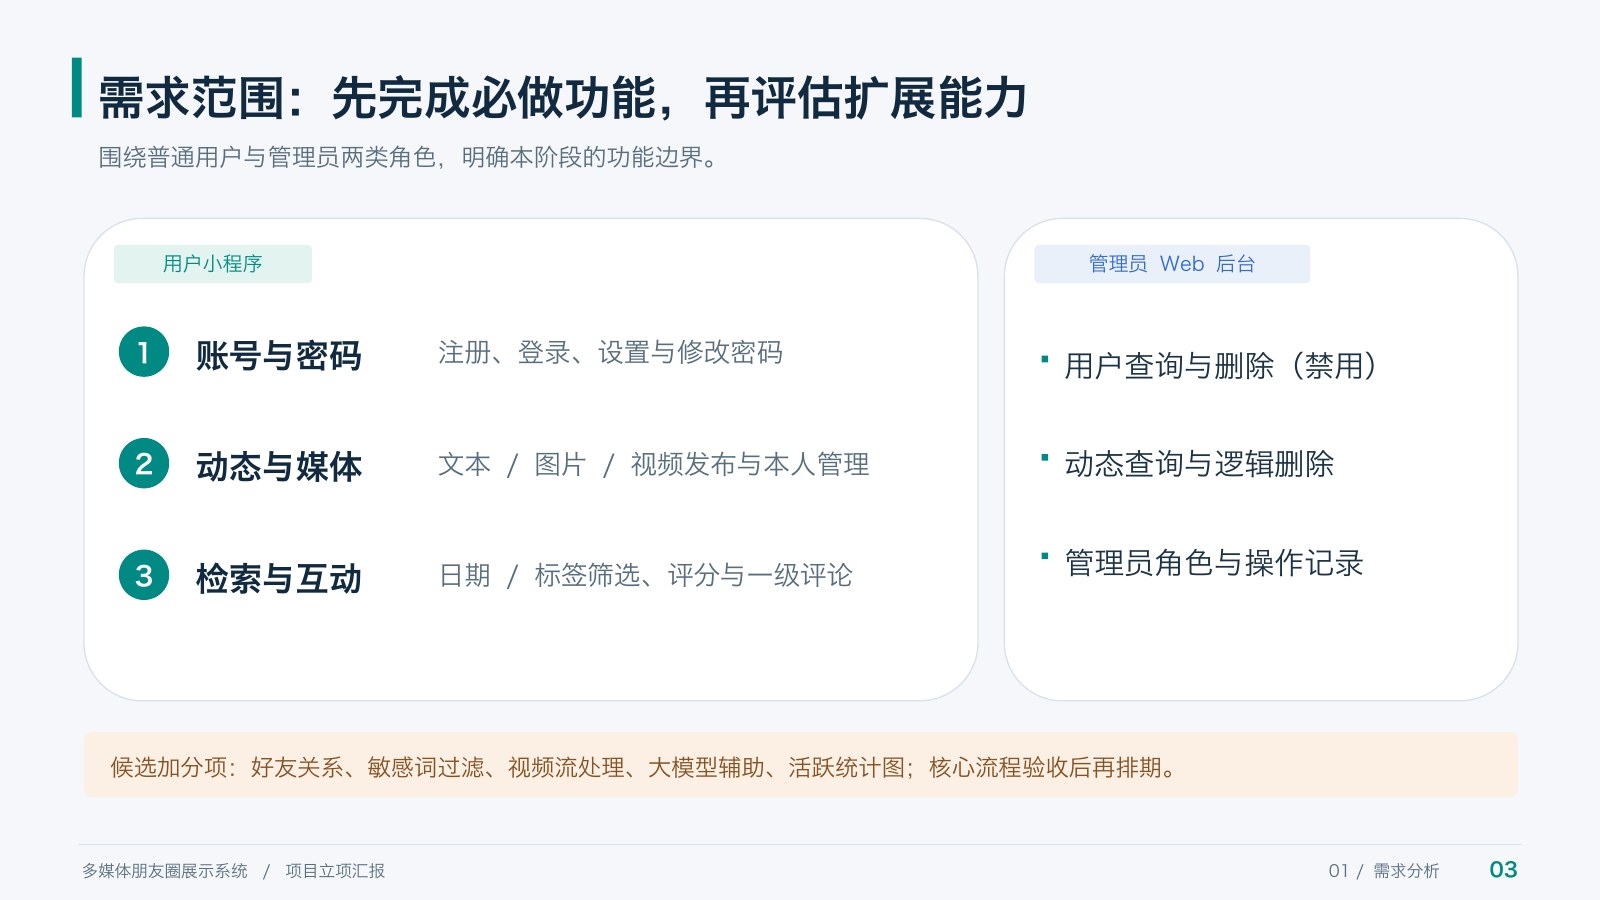 需求范围：先完成必做功能，再评估扩展能力
围绕普通用户与管理员两类角色，明确本阶段的功能边界。
用户小程序
1 账号与密码 注册、登录、设置与修改密码
2 动态与媒体 文本 / 图片 / 视频发布与本人管理
3 检索与互动 日期 / 标签筛选、评分与一级评论
管理员 Web 后台
▪ 用户查询与删除（禁用）
▪ 动态查询与逻辑删除
▪ 管理员角色与操作记录
候选加分项：好友关系、敏感词过滤、视频流处理、大模型辅助、活跃统计图；核心流程验收后再排期。
多媒体朋友圈展示系统 / 项目立项汇报
01 / 需求分析 03